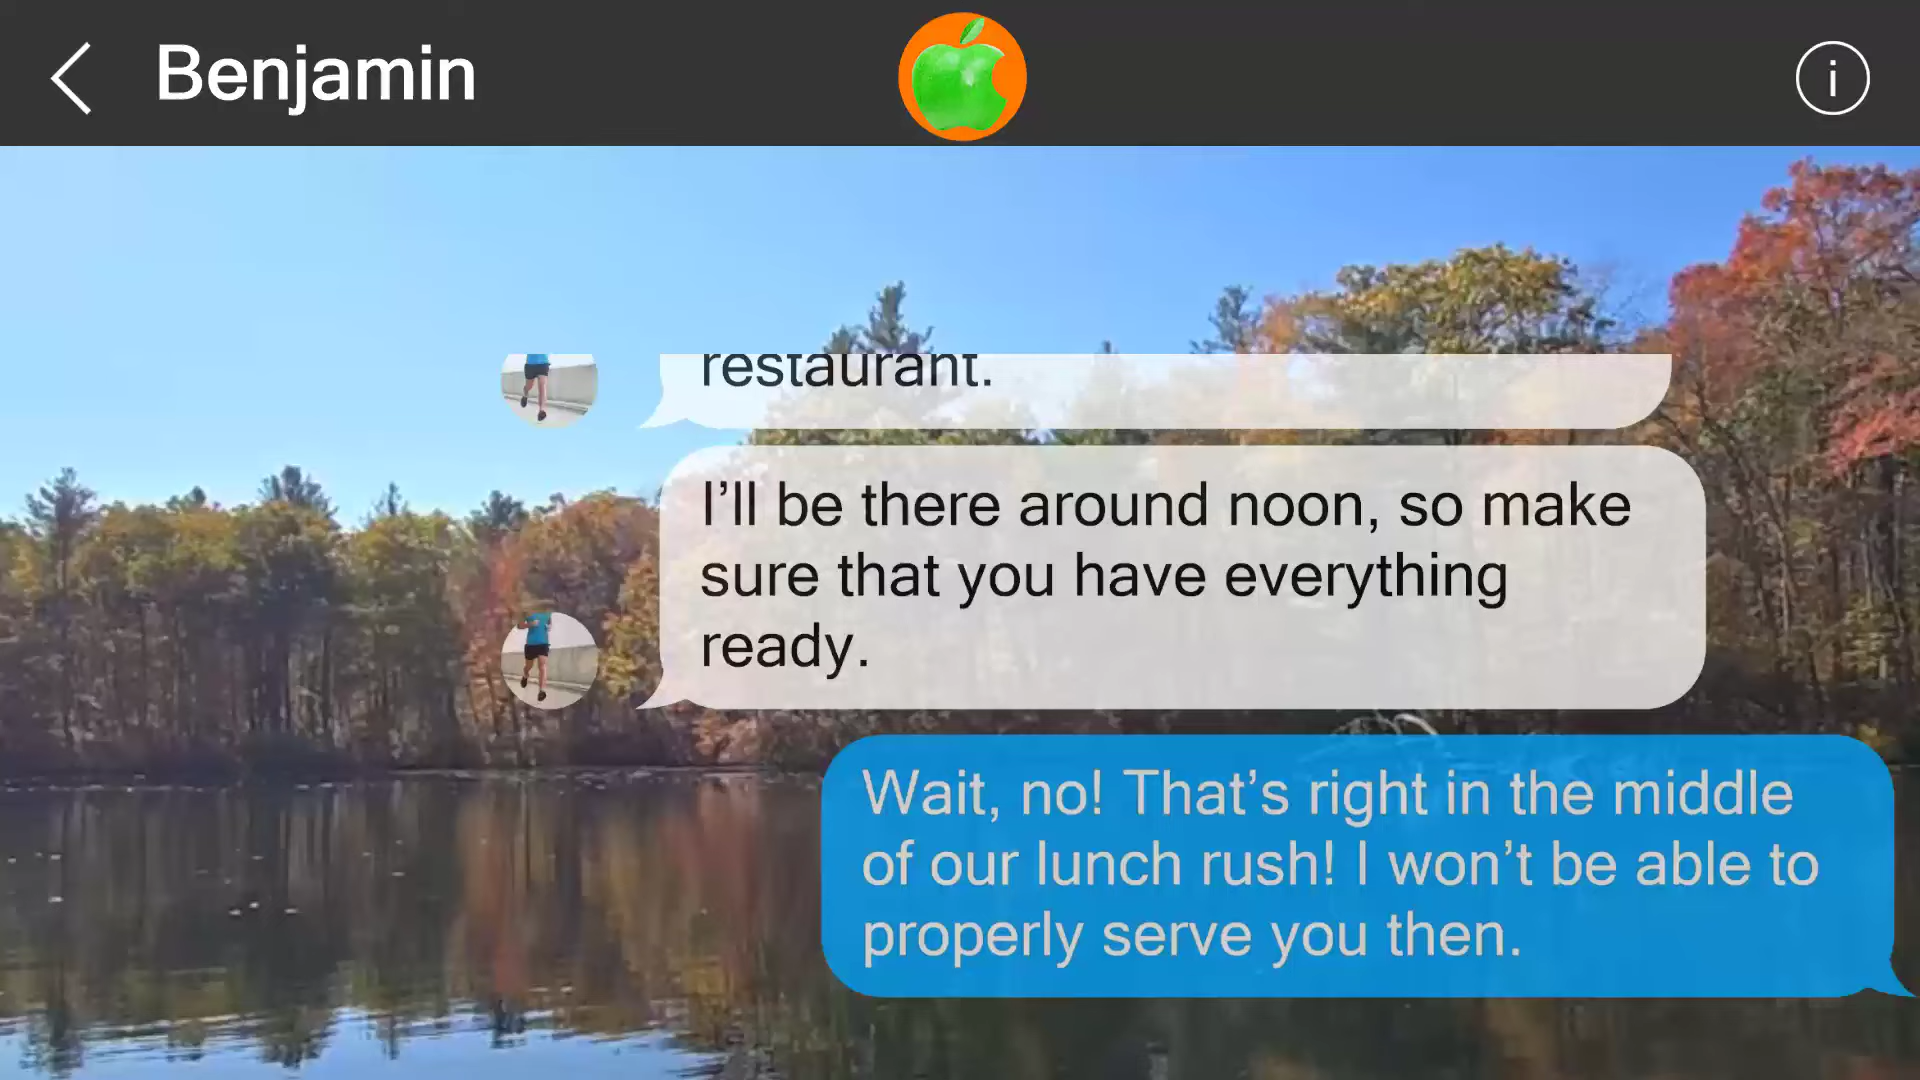 Benjamin
i
restaurant.
I’ll be there around noon, so make
sure that you have everything
ready.
Wait, no! That’s right in the middle
of our lunch rush! I won’t be able to
properly serve you then.